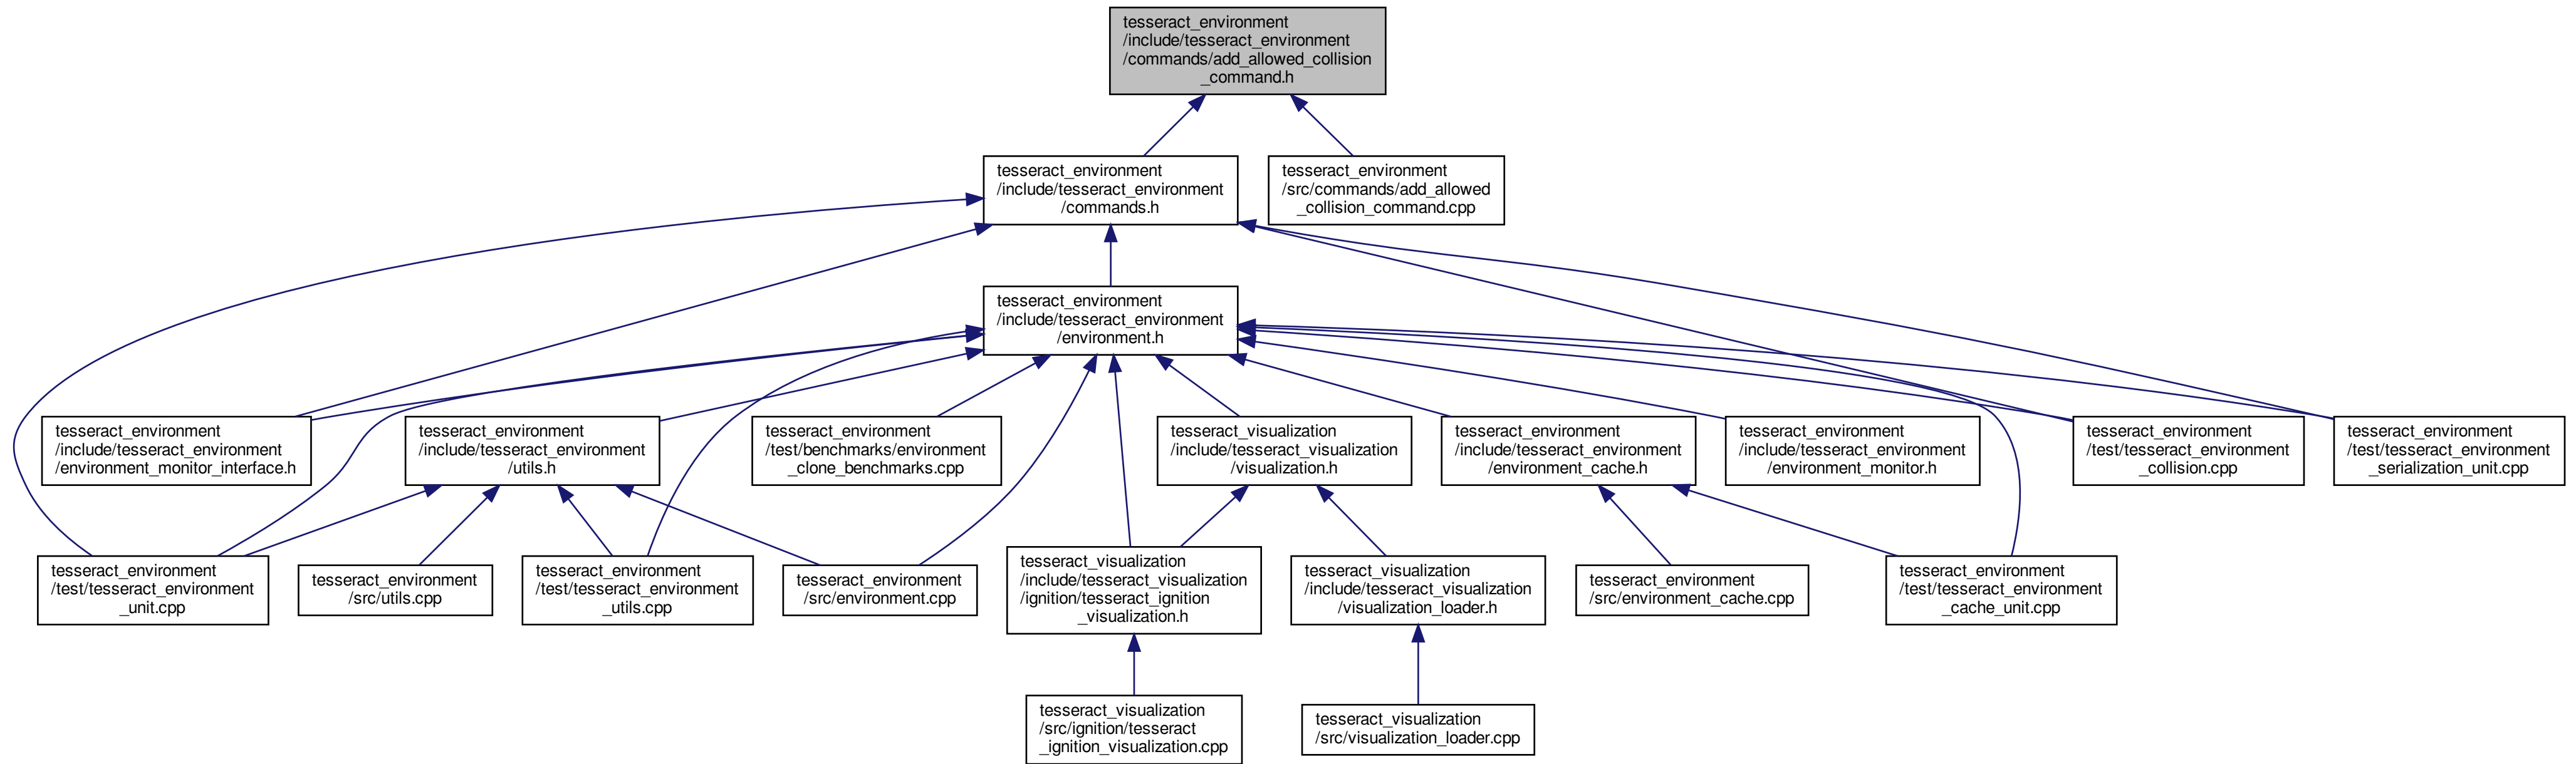 tesseract_environment
/include/tesseract_environment
/commands/add_allowed_collision
_command.h
tesseract_environment
/include/tesseract_environment
/commands.h
tesseract_environment
/src/commands/add_allowed
_collision_command.cpp
tesseract_environment
/include/tesseract_environment
/environment.h
tesseract_environment
/include/tesseract_environment
/environment_monitor_interface.h
tesseract_environment
/include/tesseract_environment
/utils.h
tesseract_environment
/test/benchmarks/environment
_clone_benchmarks.cpp
tesseract_visualization
/include/tesseract_visualization
/visualization.h
tesseract_environment
/include/tesseract_environment
/environment_cache.h
tesseract_environment
/include/tesseract_environment
/environment_monitor.h
tesseract_environment
/test/tesseract_environment
_collision.cpp
tesseract_environment
/test/tesseract_environment
_serialization_unit.cpp
tesseract_environment
/test/tesseract_environment
_unit.cpp
tesseract_environment
/src/utils.cpp
tesseract_environment
/test/tesseract_environment
_utils.cpp
tesseract_environment
/src/environment.cpp
tesseract_visualization
/include/tesseract_visualization
/ignition/tesseract_ignition
_visualization.h
tesseract_visualization
/include/tesseract_visualization
/visualization_loader.h
tesseract_environment
/src/environment_cache.cpp
tesseract_environment
/test/tesseract_environment
_cache_unit.cpp
tesseract_visualization
/src/ignition/tesseract
_ignition_visualization.cpp
tesseract_visualization
/src/visualization_loader.cpp